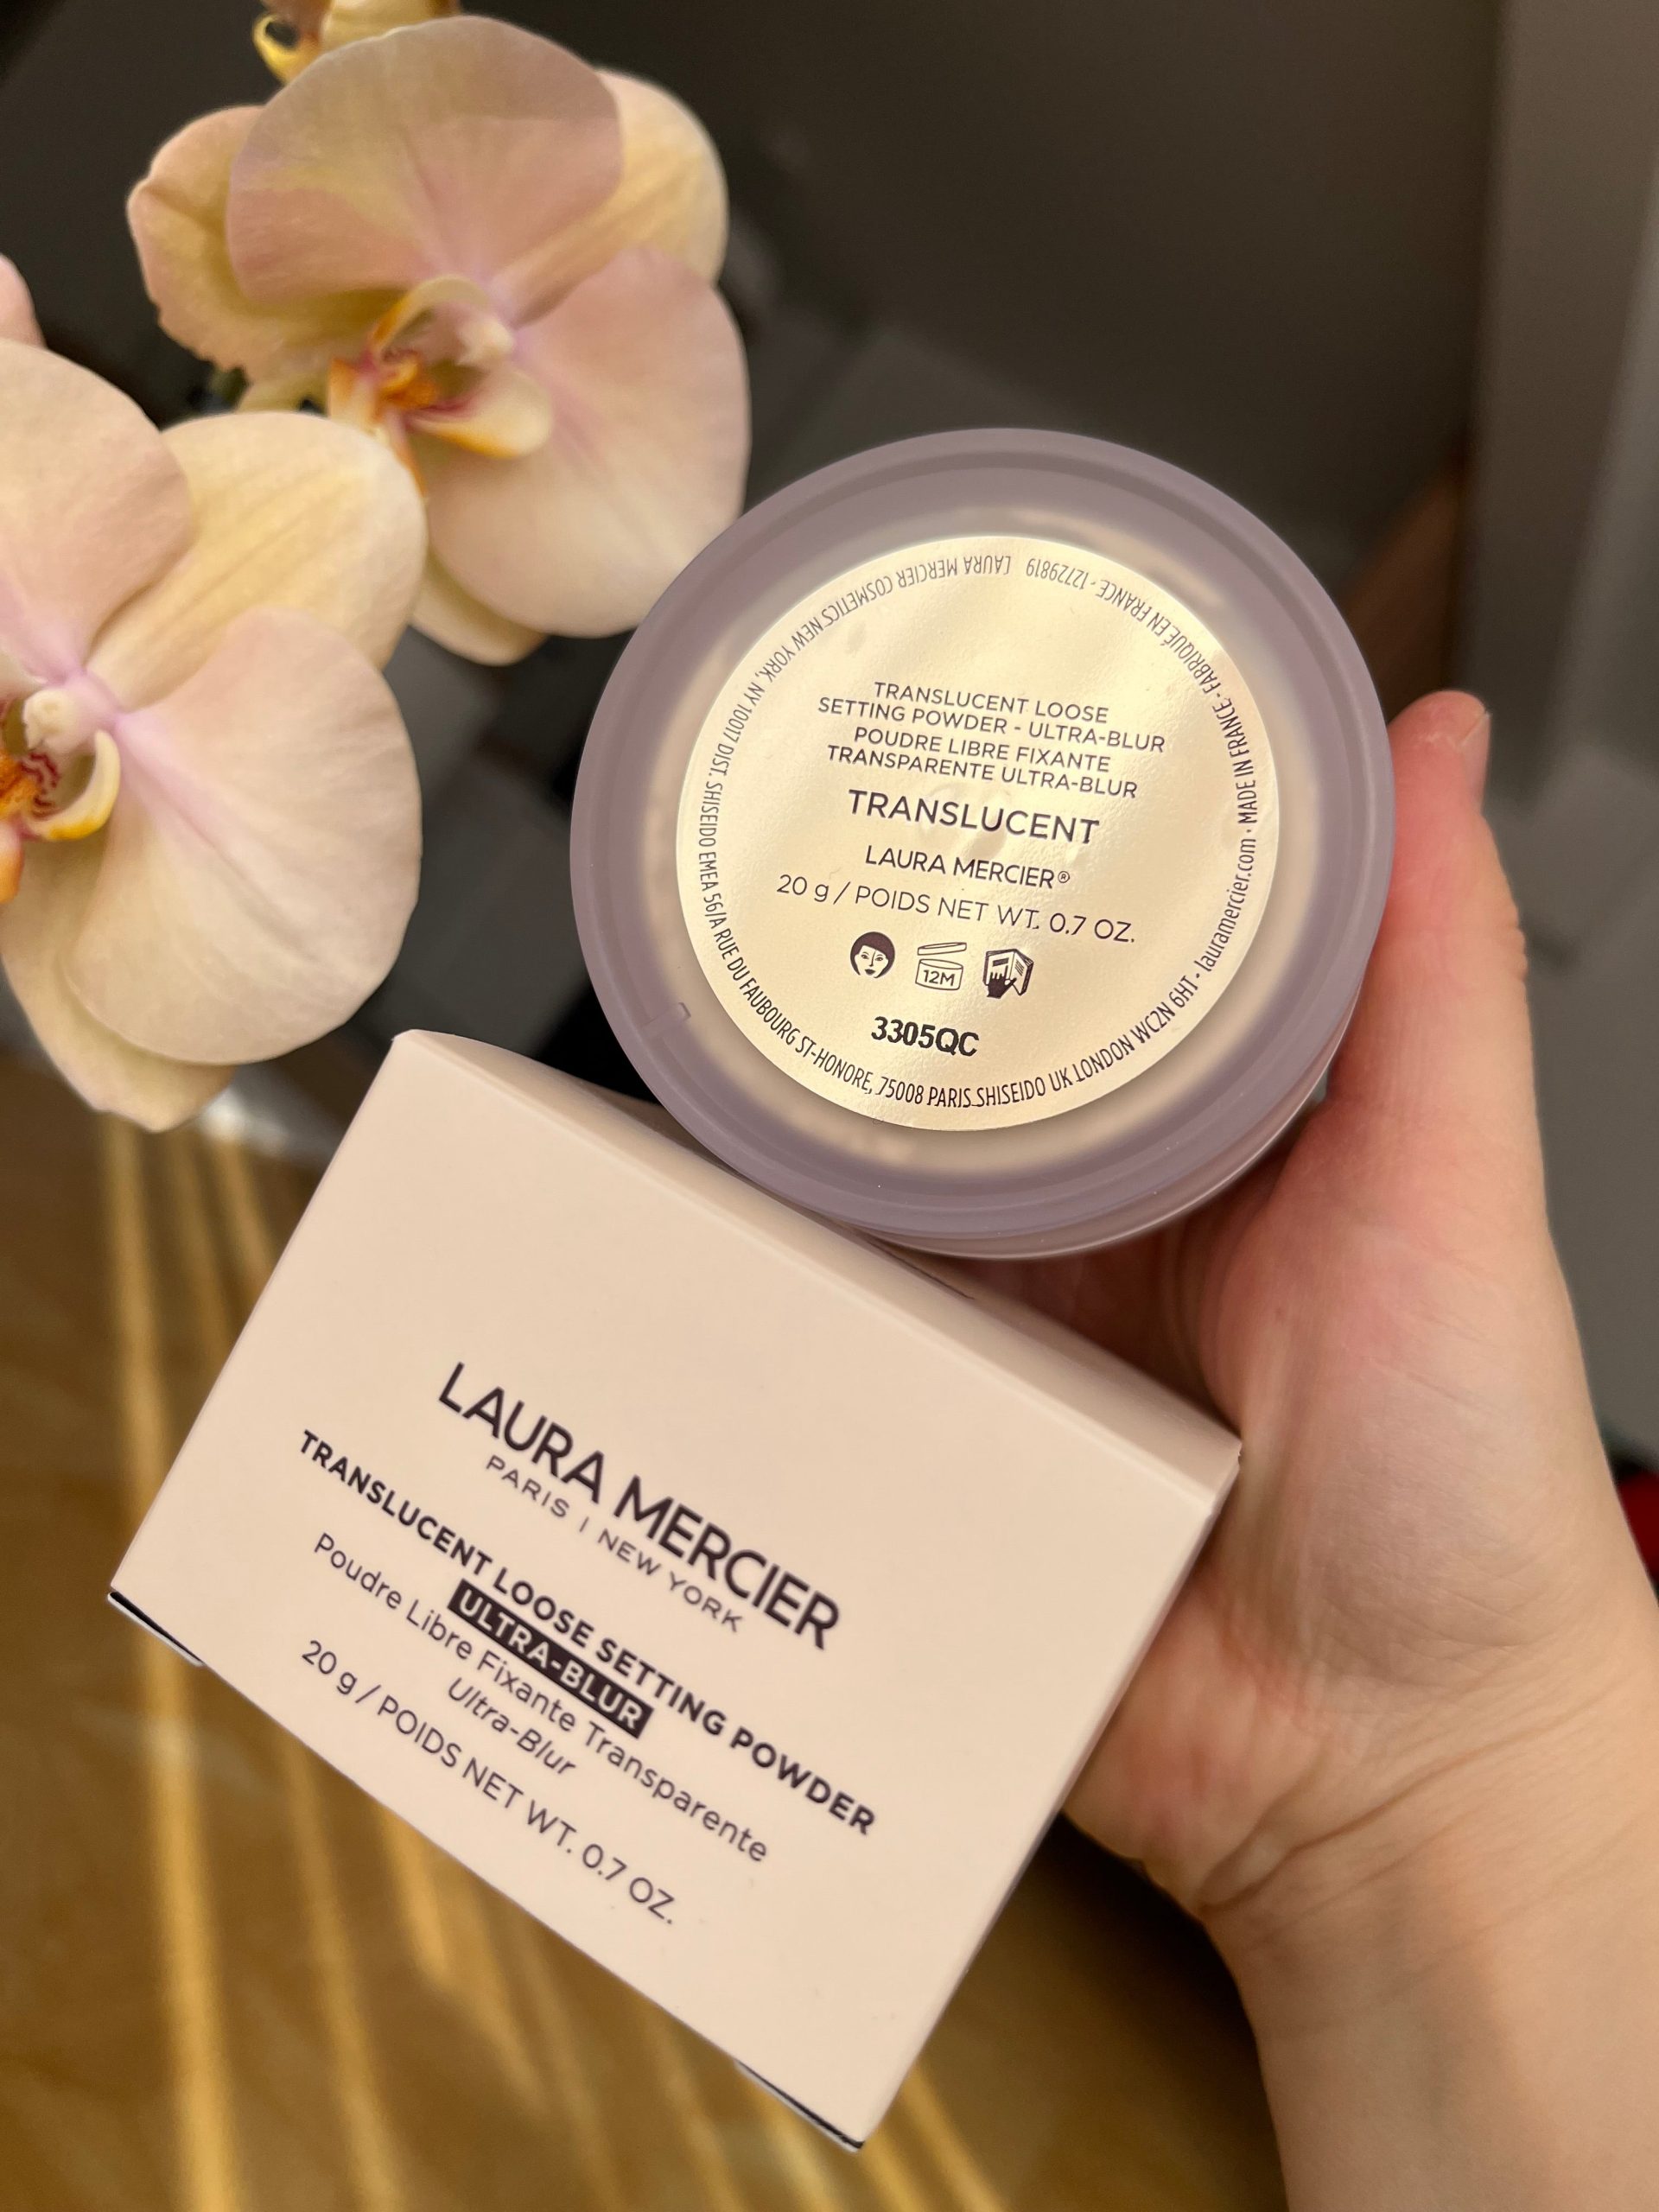 TRANSLUCENT LOOSE
SETTING POWDER - ULTRA-BLUR
POUDRE LIBRE FIXANTE
TRANSPARENTE ULTRA-BLUR
TRANSLUCENT
LAURA MERCIER®
20 g / POIDS NET WT. 0.7 OZ.
12M
3305QC
LAURA MERCIER COSMETICS NEW YORK, NY 10017 DIST. SHISEIDO EMEA 56/A RUE DU FAUBOURG ST-HONORE, 75008 PARIS SHISEIDO UK LONDON WC2N 6HT • lauramercier.com • MADE IN FRANCE - FABRIQUÉ EN FRANCE - 12729819
LAURA MERCIER
PARIS | NEW YORK
TRANSLUCENT LOOSE SETTING POWDER
ULTRA-BLUR
Poudre Libre Fixante Transparente
Ultra-Blur
20 g / POIDS NET WT. 0.7 OZ.